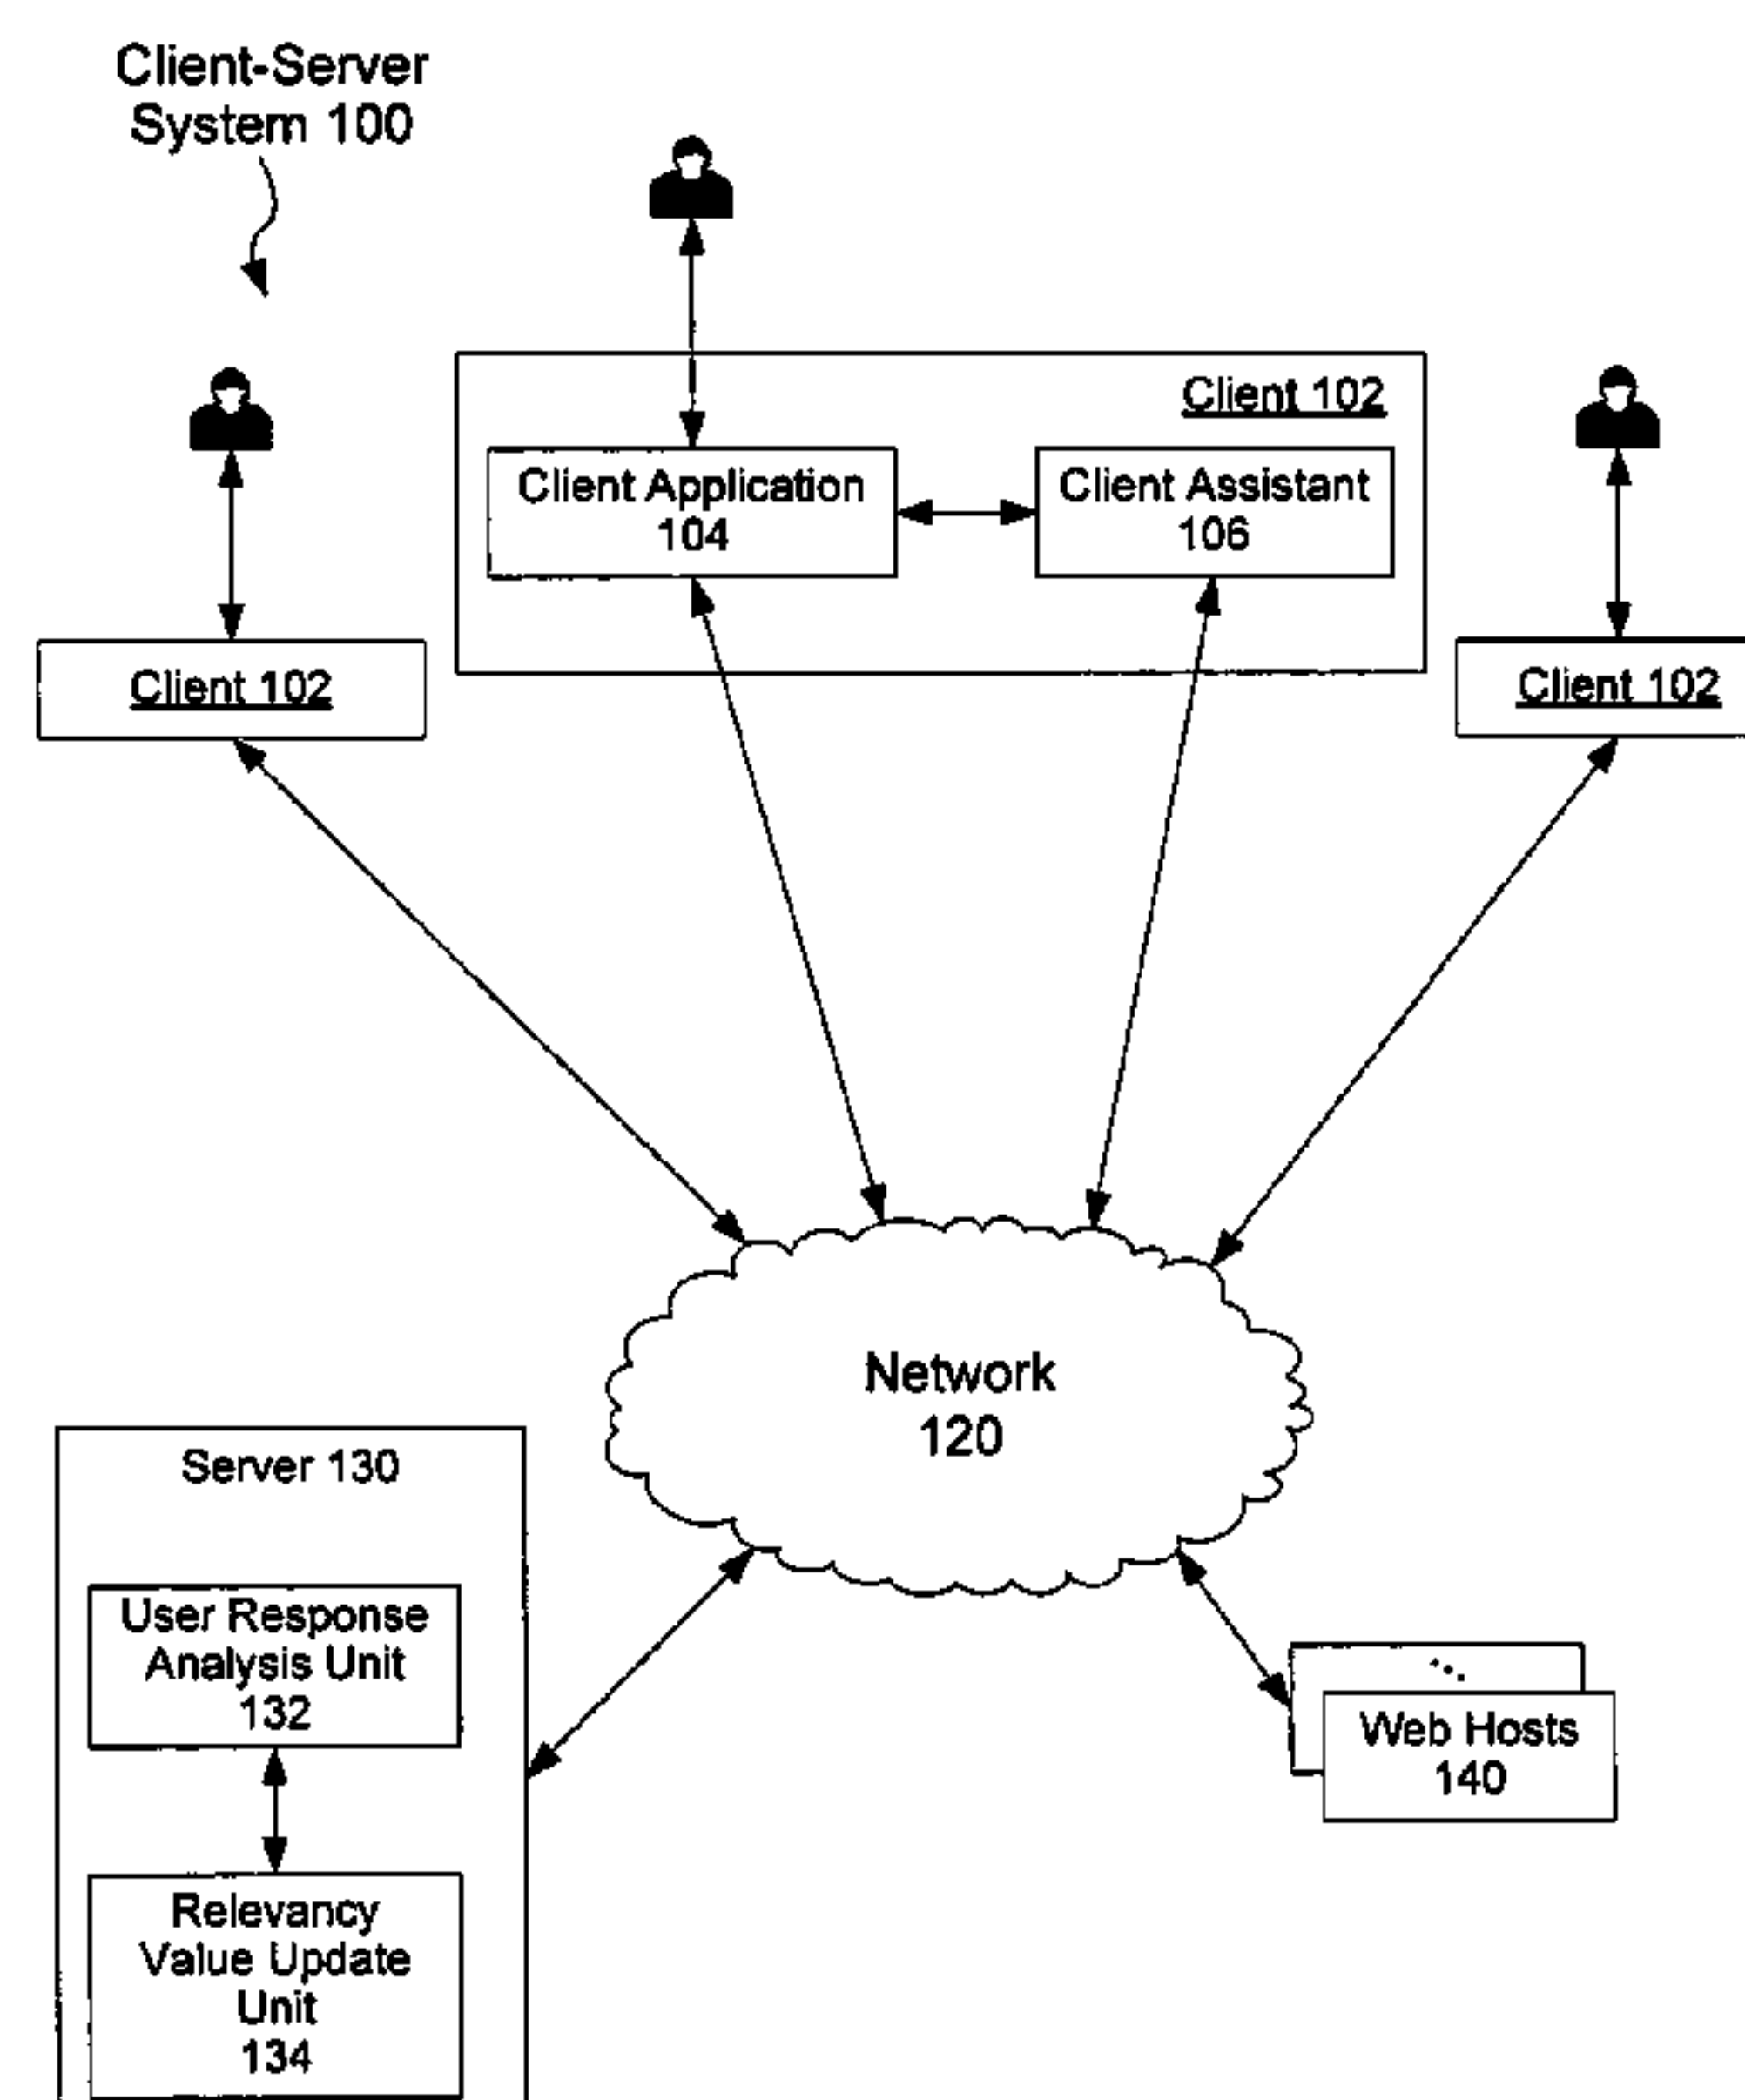 Client-Server
System 100
Client 102
Client Application
104
Client Assistant
106
Client 102
Client 102
Network
120
Server 130
User Response
Analysis Unit
132
Web Hosts
140
Relevancy
Value Update
Unit
134